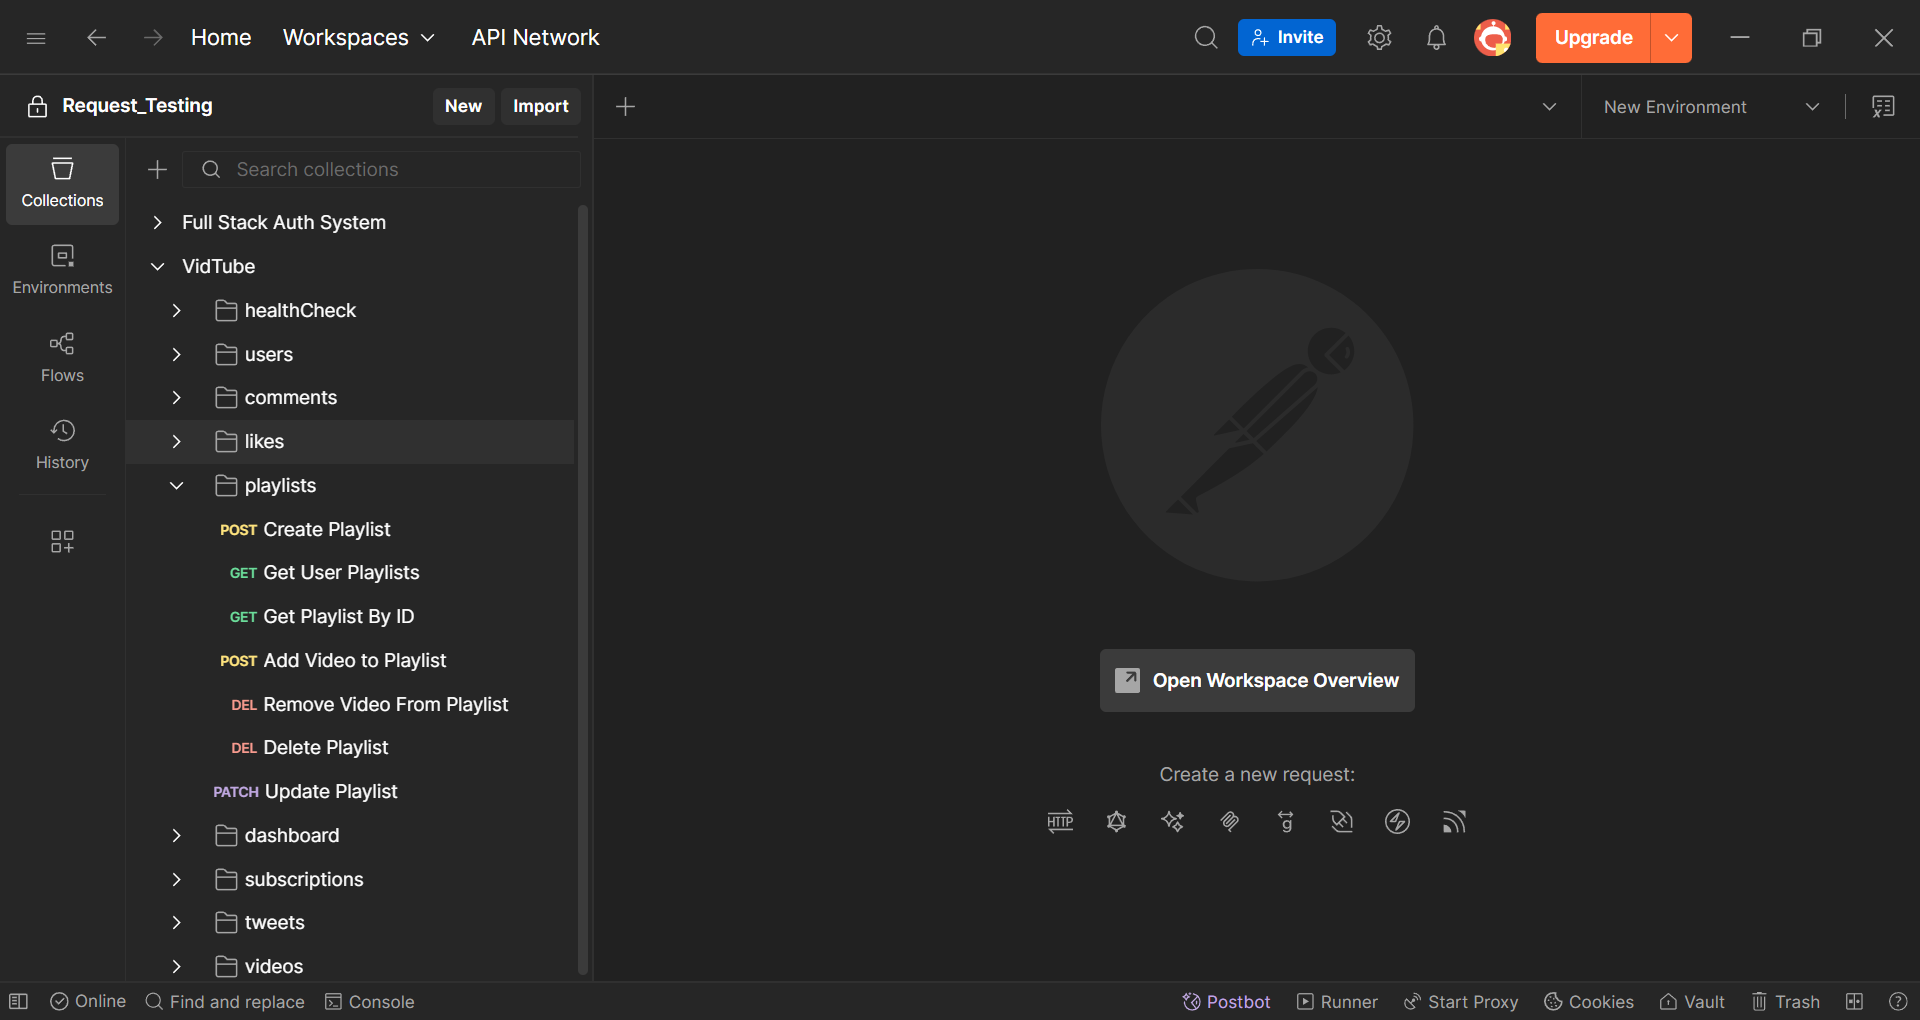 Home Workspaces API Network Invite Upgrade
Request_Testing New Import New Environment
Search collections
Collections
Environments
Flows
History
Full Stack Auth System
VidTube
healthCheck
users
comments
likes
playlists
POST Create Playlist
GET Get User Playlists
GET Get Playlist By ID
POST Add Video to Playlist
DEL Remove Video From Playlist
DEL Delete Playlist
PATCH Update Playlist
dashboard
subscriptions
tweets
videos
Open Workspace Overview
Create a new request:
HTTP g
Online Find and replace Console Postbot Runner Start Proxy Cookies Vault Trash